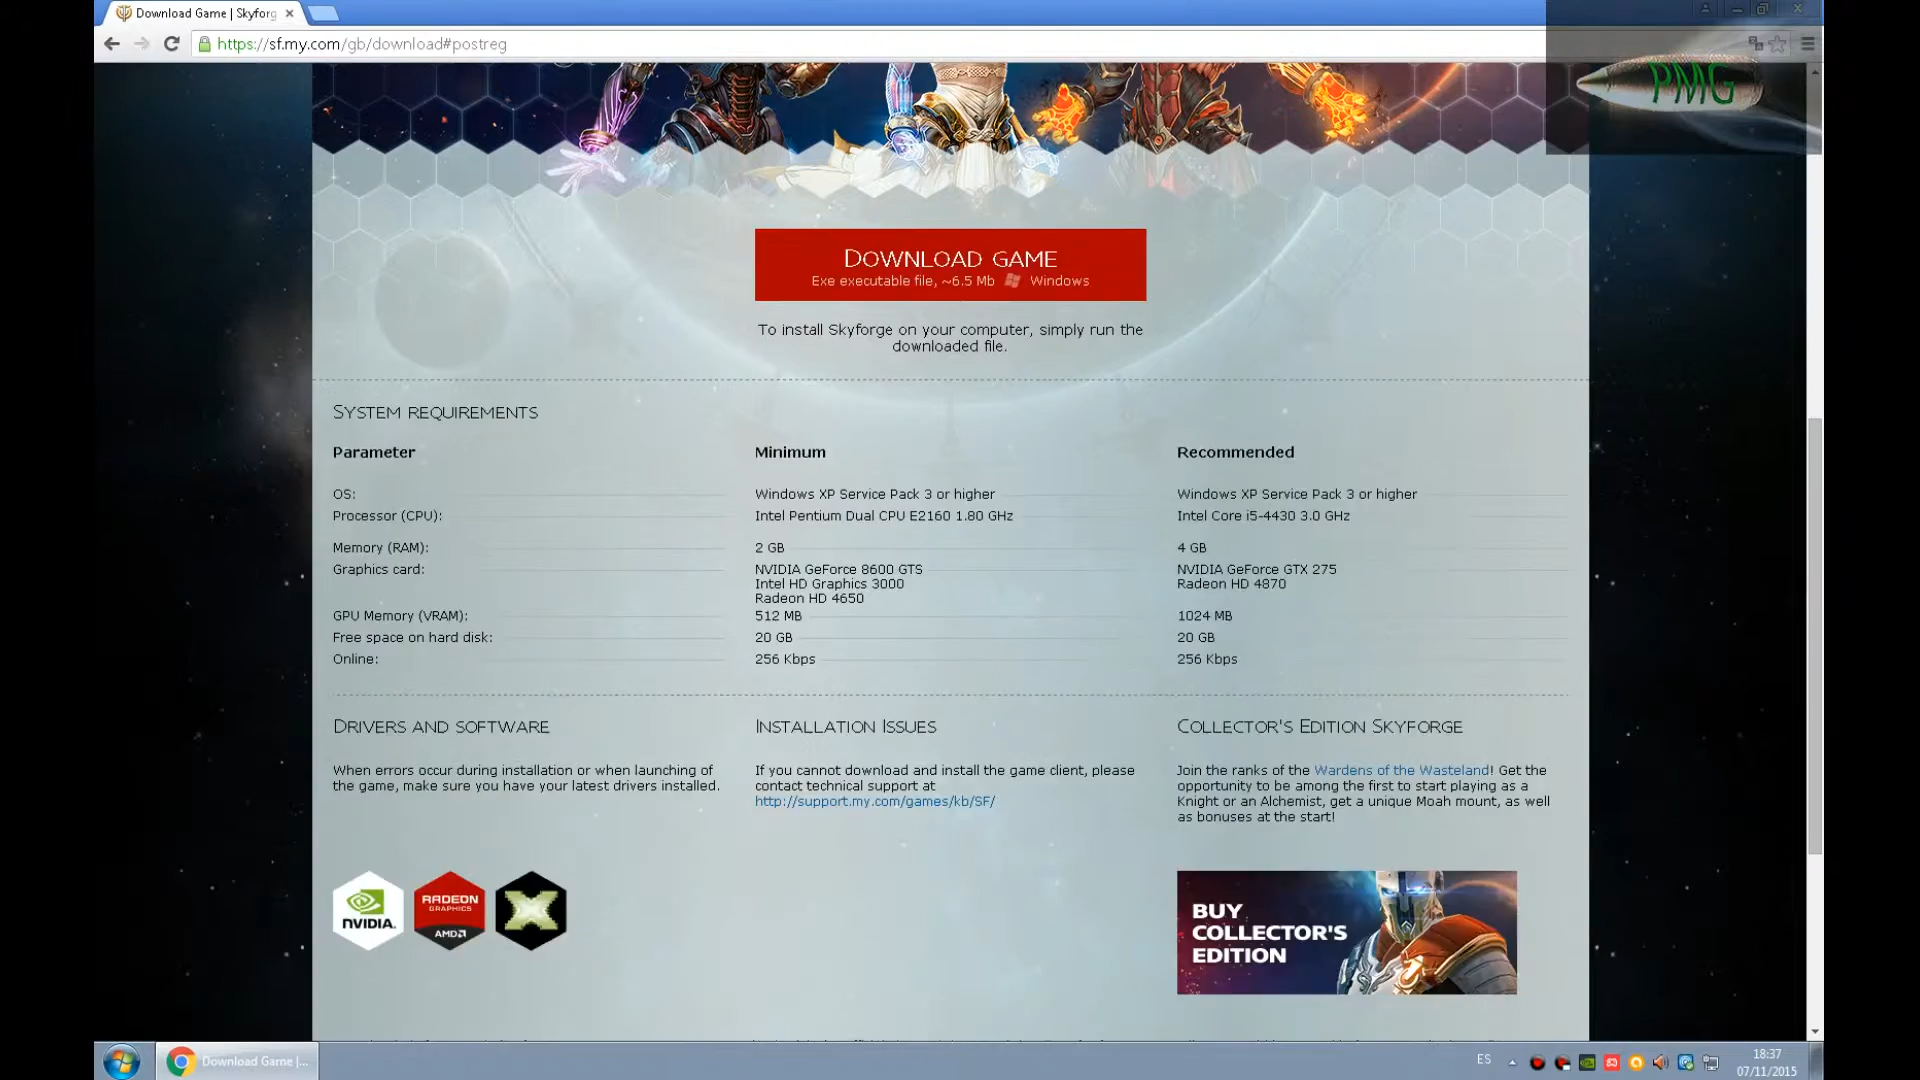 Download Game | Skyforg
https://sf.my.com/gb/download#postreg
PMG
DOWNLOAD GAME
Exe executable file, ~6.5 Mb Windows
To install Skyforge on your computer, simply run the
downloaded file.
SYSTEM REQUIREMENTS
Parameter Minimum Recommended
OS: Windows XP Service Pack 3 or higher Windows XP Service Pack 3 or higher
Processor (CPU): Intel Pentium Dual CPU E2160 1.80 GHz Intel Core i5-4430 3.0 GHz
Memory (RAM): 2 GB 4 GB
Graphics card: NVIDIA GeForce 8600 GTS NVIDIA GeForce GTX 275
Intel HD Graphics 3000 Radeon HD 4870
Radeon HD 4650
GPU Memory (VRAM): 512 MB 1024 MB
Free space on hard disk: 20 GB 20 GB
Online: 256 Kbps 256 Kbps
DRIVERS AND SOFTWARE
When errors occur during installation or when launching of
the game, make sure you have your latest drivers installed.
NVIDIA.
RADEON
GRAPHICS
AMD
INSTALLATION ISSUES
If you cannot download and install the game client, please
contact technical support at
http://support.my.com/games/kb/SF/
COLLECTOR'S EDITION SKYFORGE
Join the ranks of the Wardens of the Wasteland! Get the
opportunity to be among the first to start playing as a
Knight or an Alchemist, get a unique Moah mount, as well
as bonuses at the start!
BUY
COLLECTOR'S
EDITION
Download Game |...
ES
18:37
07/11/2015